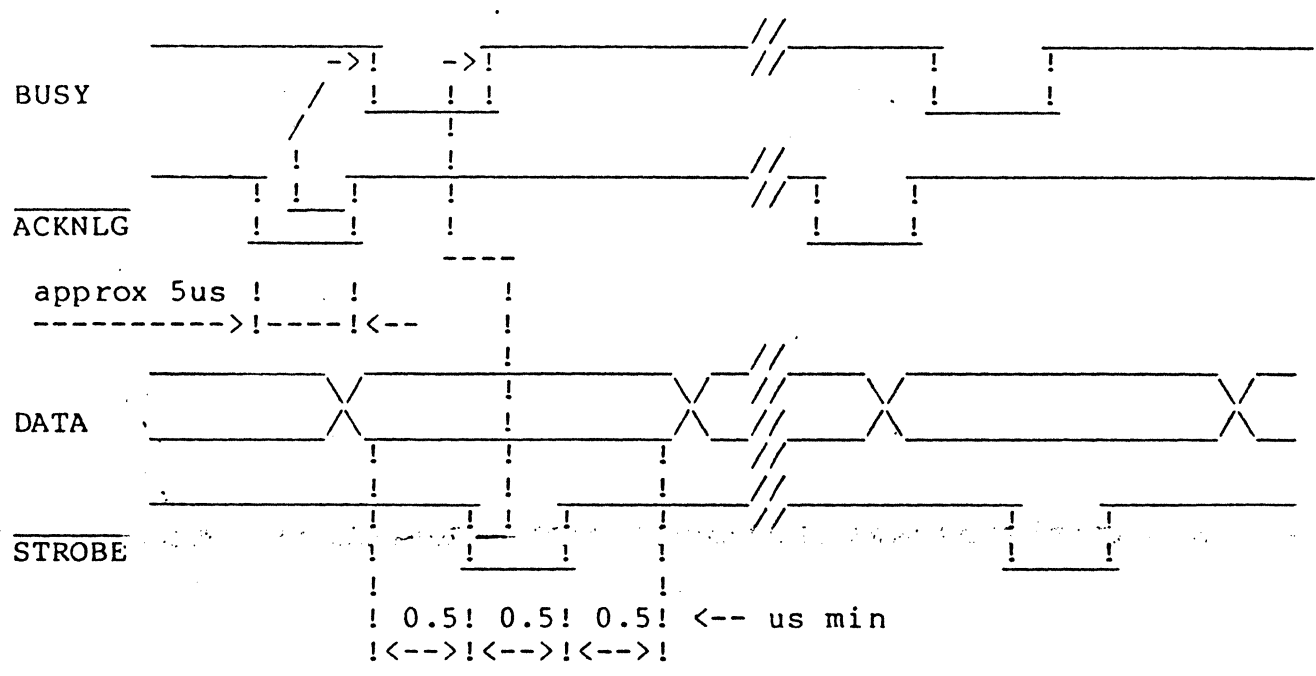 BUSY
ACKNLG
approx 5us
DATA
STROBE
0.5 0.5 0.5 <-- us min